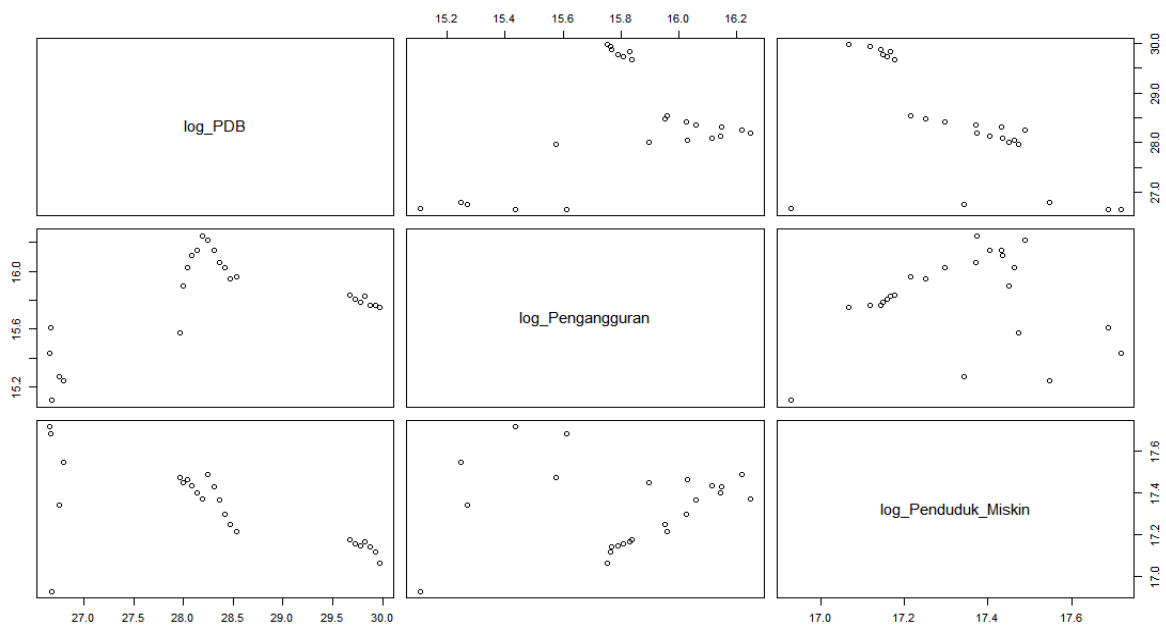 15.2 15.4 15.6 15.8 16.0 16.2
log_PDB
27.0 28.0 29.0 30.0
15.2 15.6 16.0
log_Pengangguran
log_Penduduk_Miskin
17.0 17.2 17.4 17.6
27.0 27.5 28.0 28.5 29.0 29.5 30.0
17.0 17.2 17.4 17.6